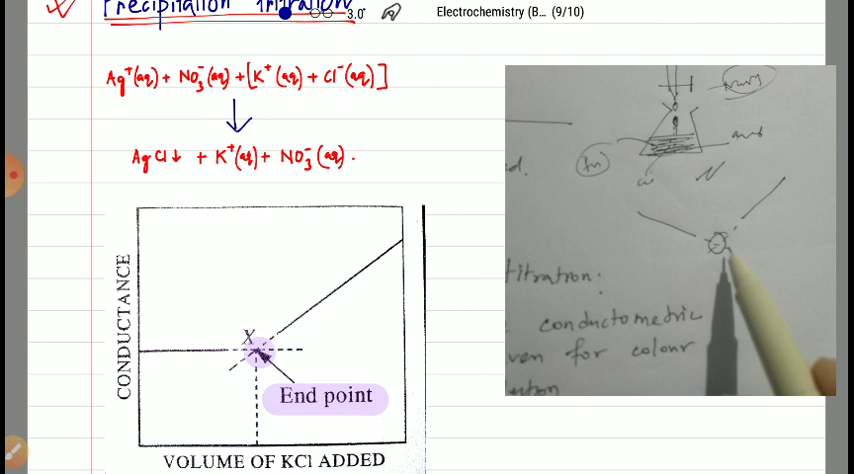 Precipitation Titration
3.0
Electrochemistry (B... (9/10)
Ag⁺(aq) + NO₃⁻(aq) + [K⁺(aq) + Cl⁻(aq)]
AgCl↓ + K⁺(aq) + NO₃⁻(aq).
CONDUCTANCE
X
End point
VOLUME OF KCl ADDED
titration:
conductometric
for colour